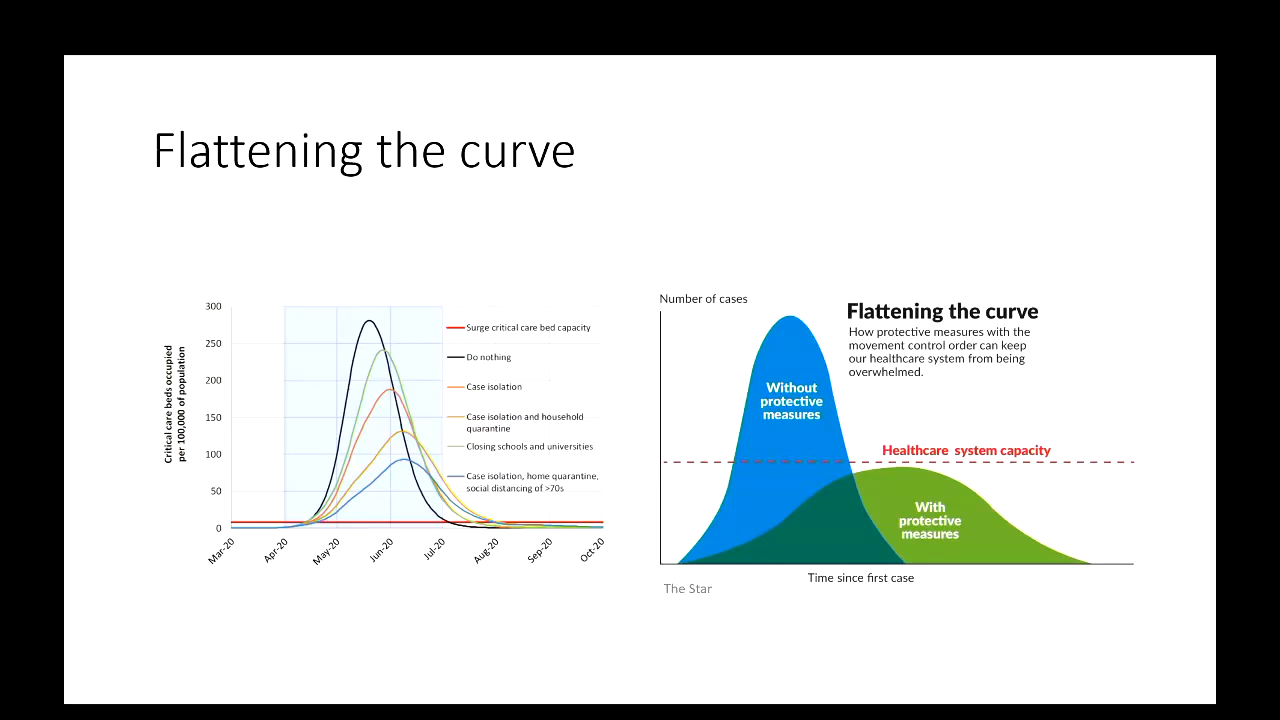 Flattening the curve
Critical care beds occupied
per 100,000 of population
300
250
200
150
100
50
0
Mar-20
Apr-20
May-20
Jun-20
Jul-20
Aug-20
Sep-20
Oct-20
Surge critical care bed capacity
Do nothing
Case isolation
Case isolation and household
quarantine
Closing schools and universities
Case isolation, home quarantine,
social distancing of >70s
Number of cases
Flattening the curve
How protective measures with the
movement control order can keep
our healthcare system from being
overwhelmed.
Without
protective
measures
Healthcare system capacity
With
protective
measures
Time since first case
The Star